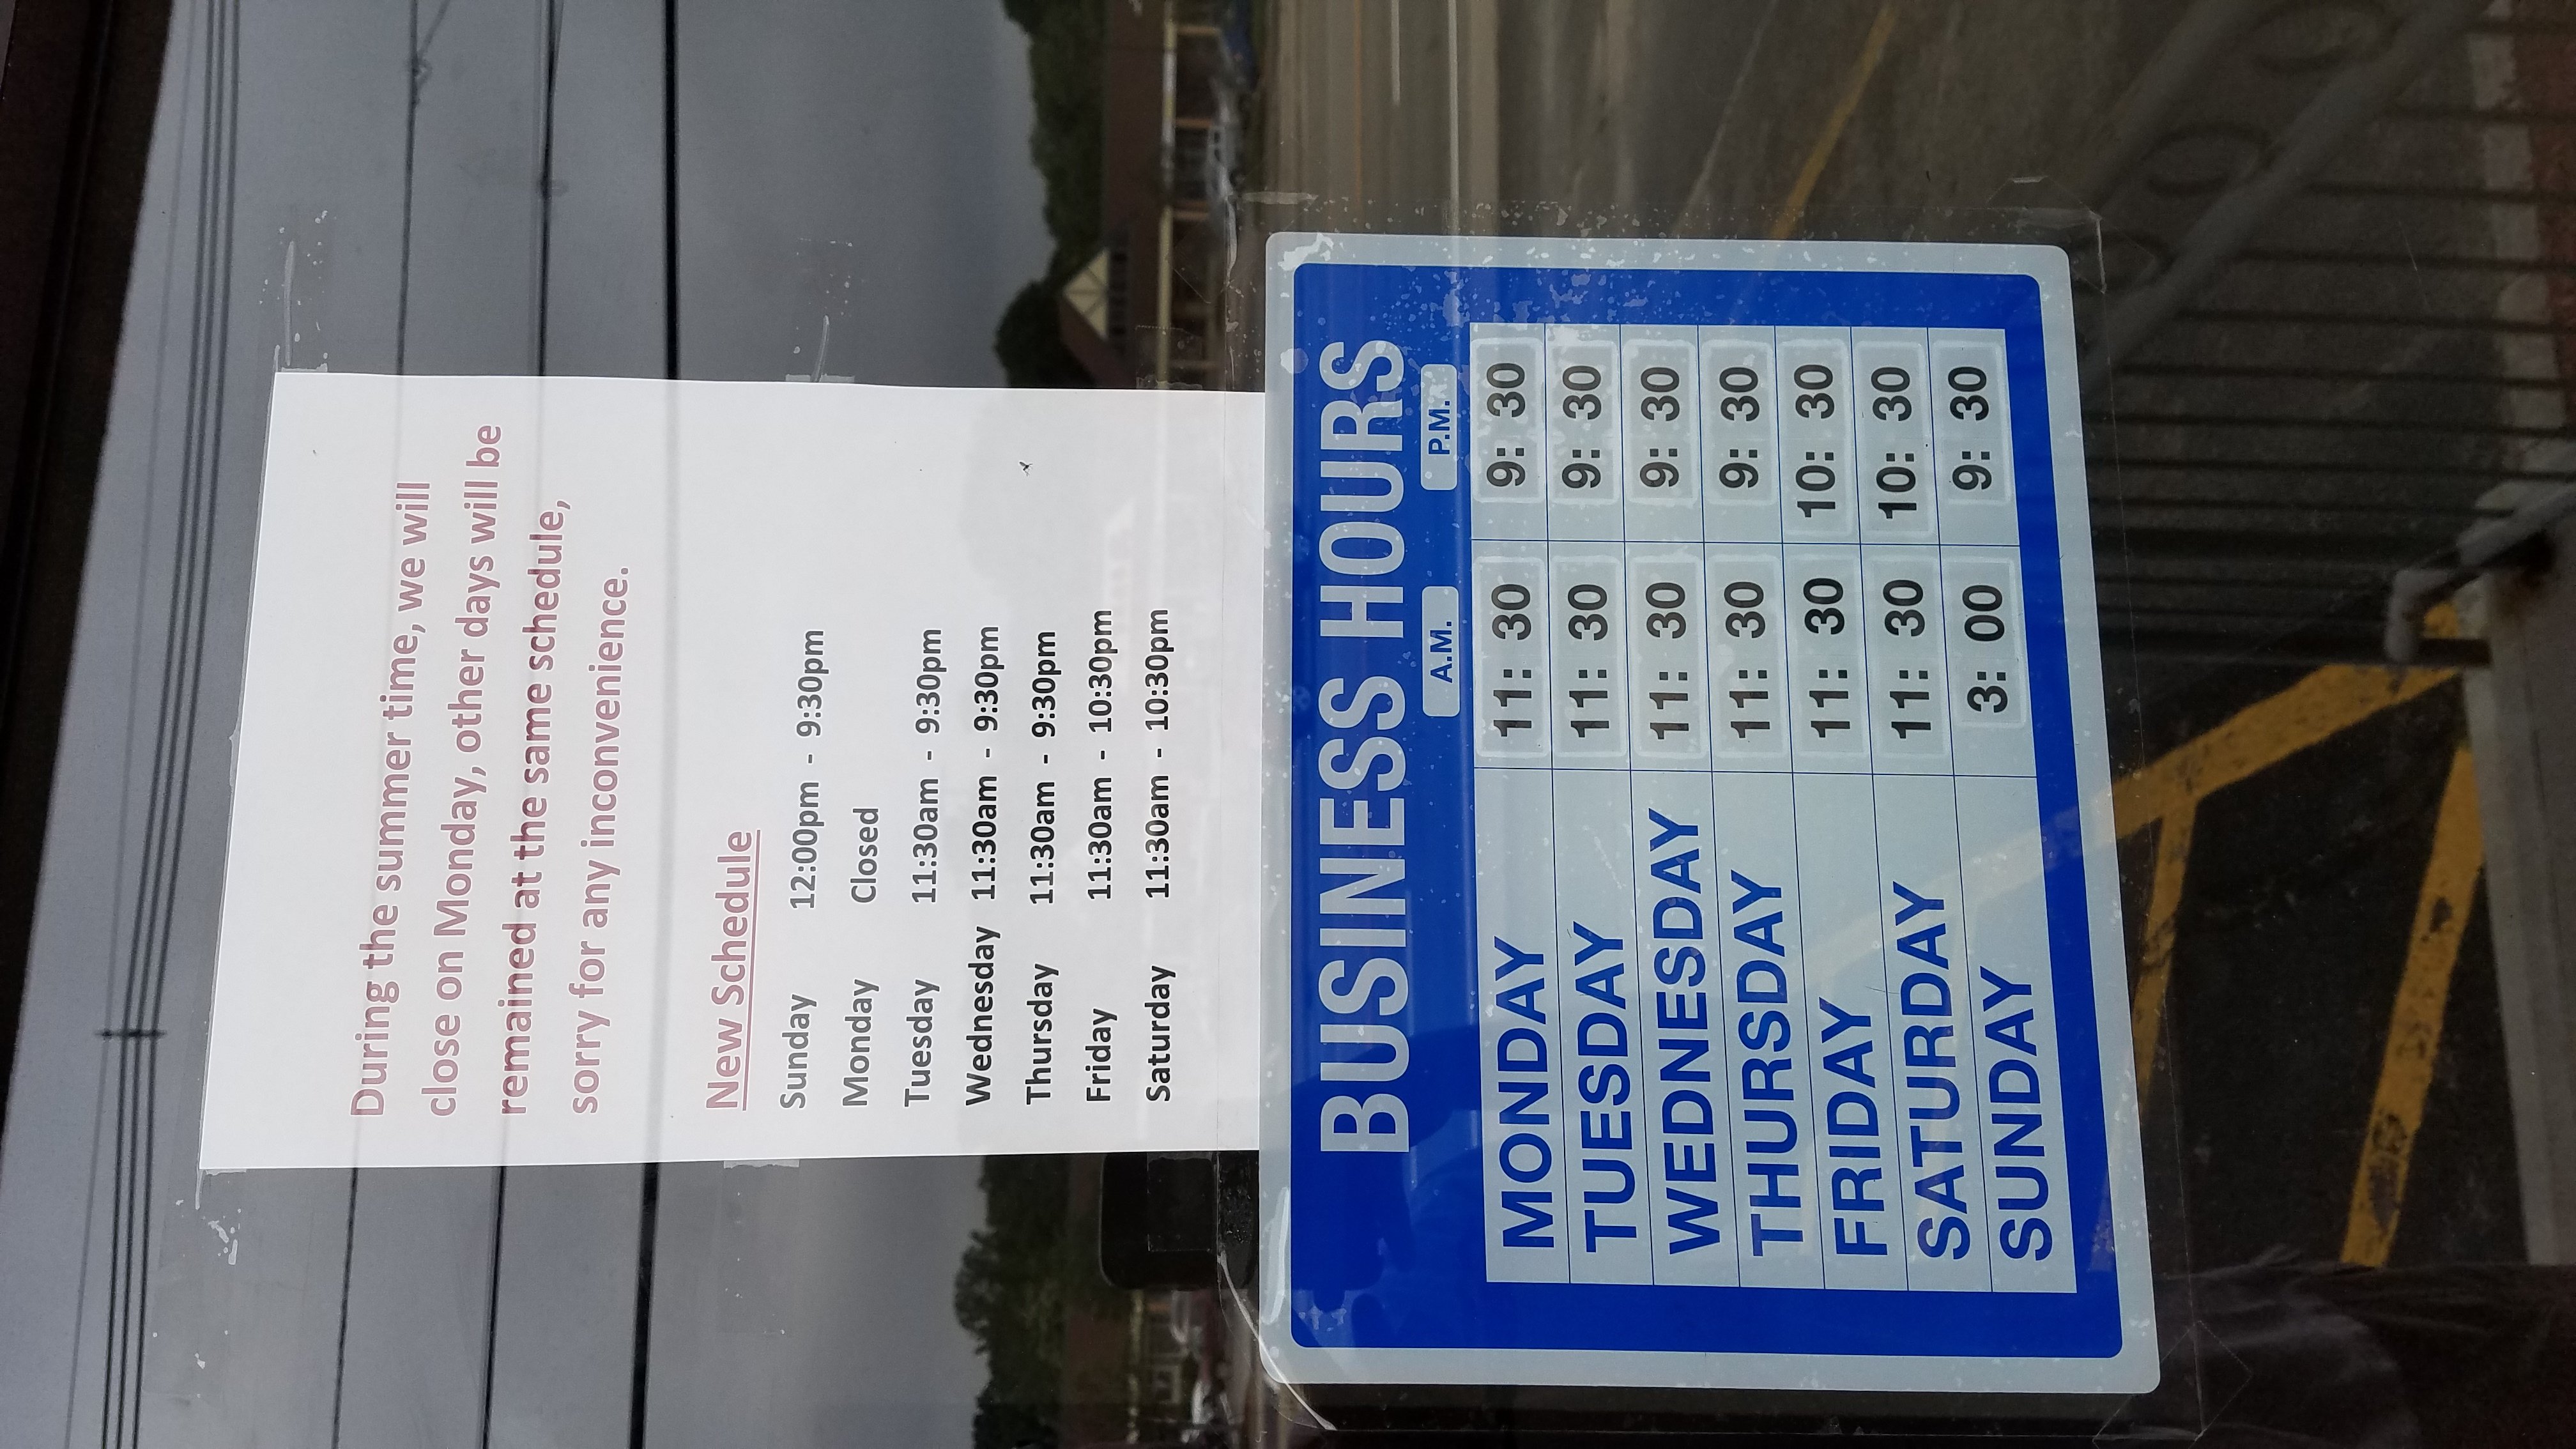 During the summer time, we will
close on Monday, other days will be
remained at the same schedule,
sorry for any inconvenience.
New Schedule
Sunday 12:00pm - 9:30pm
Monday Closed
Tuesday 11:30am - 9:30pm
Wednesday 11:30am - 9:30pm
Thursday 11:30am - 9:30pm
Friday 11:30am - 10:30pm
Saturday 11:30am - 10:30pm
BUSINESS HOURS
A.M. P.M.
MONDAY 11: 30 9: 30
TUESDAY 11: 30 9: 30
WEDNESDAY 11: 30 9: 30
THURSDAY 11: 30 9: 30
FRIDAY 11: 30 10: 30
SATURDAY 11: 30 10: 30
SUNDAY 3: 00 9: 30